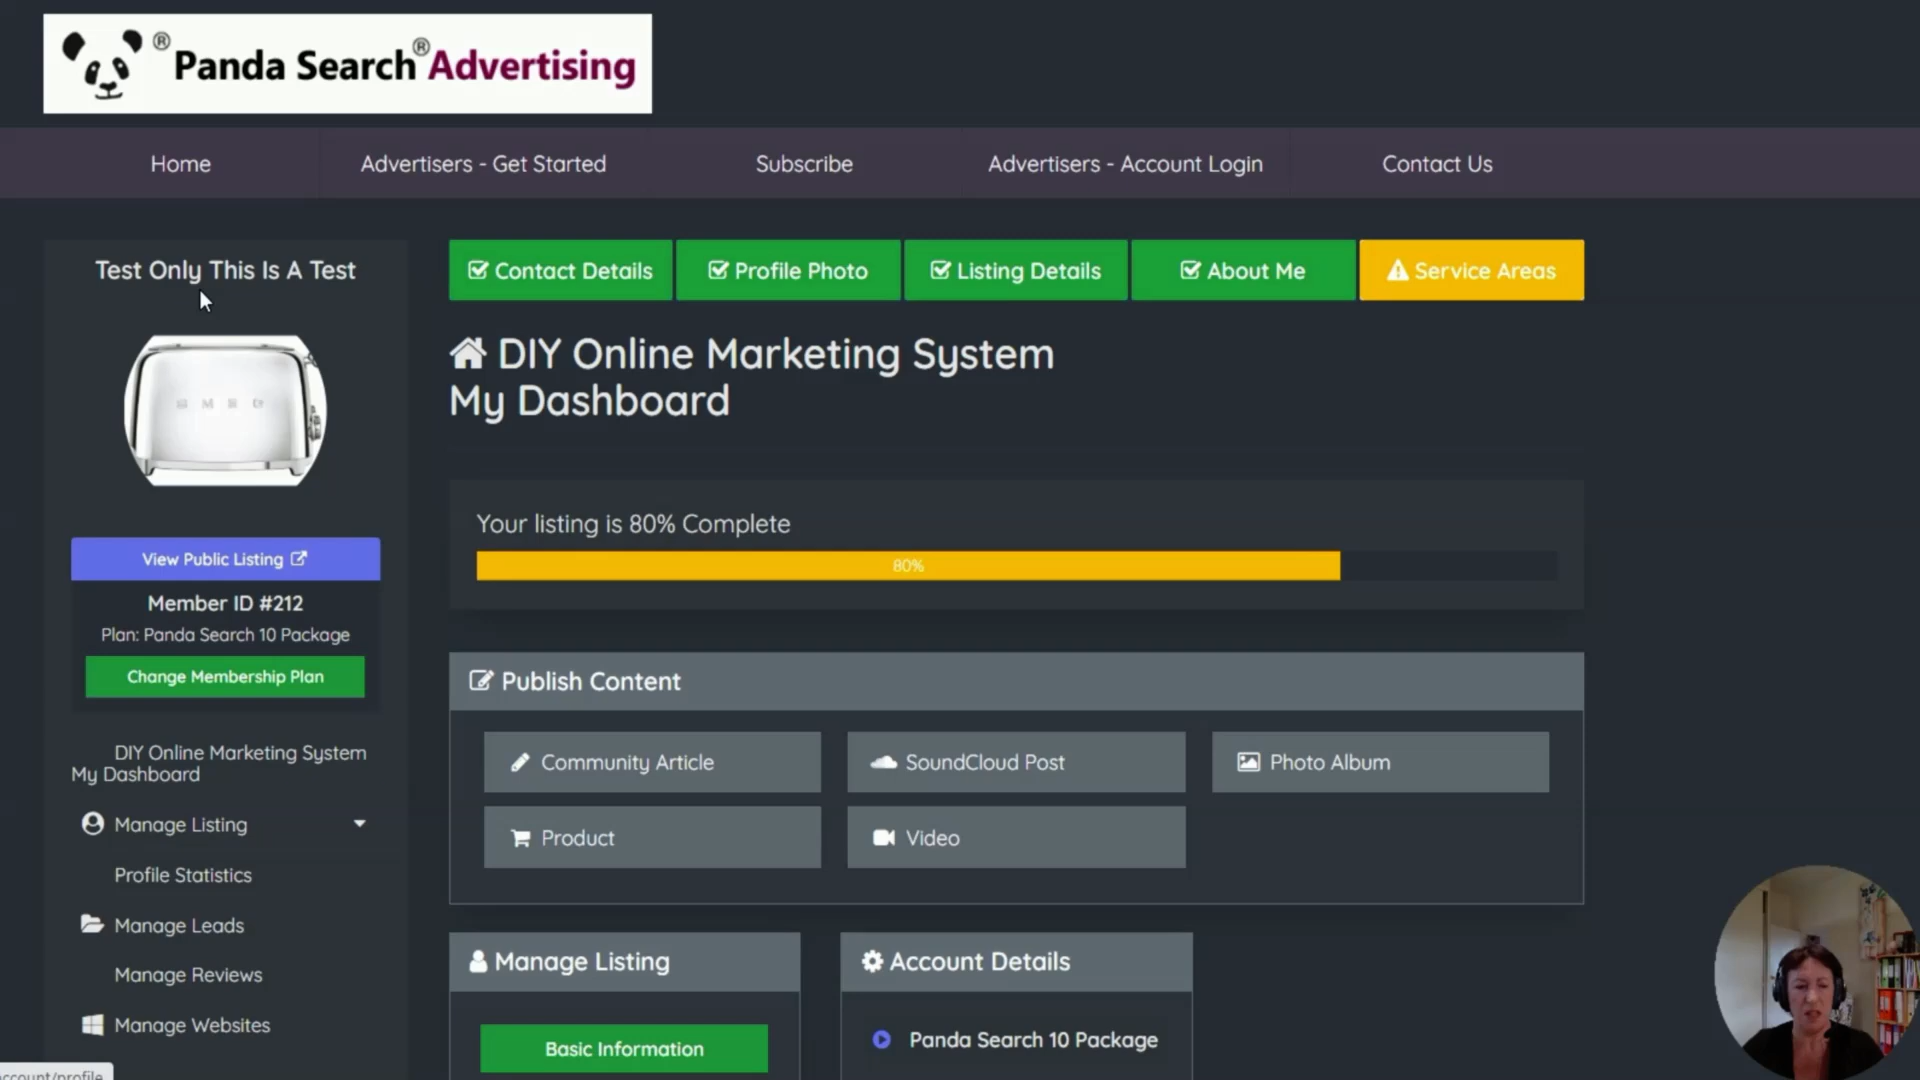 ® Panda Search® Advertising
Home
Advertisers - Get Started
Subscribe
Advertisers - Account Login
Contact Us
Test Only This Is A Test
Contact Details
Profile Photo
Listing Details
About Me
Service Areas
DIY Online Marketing System
My Dashboard
SMEG
Your listing is 80% Complete
80%
View Public Listing
Member ID #212
Plan: Panda Search 10 Package
Change Membership Plan
Publish Content
Community Article
SoundCloud Post
Photo Album
Product
Video
DIY Online Marketing System
My Dashboard
Manage Listing
Profile Statistics
Manage Leads
Manage Reviews
Manage Websites
Manage Listing
Basic Information
Account Details
Panda Search 10 Package